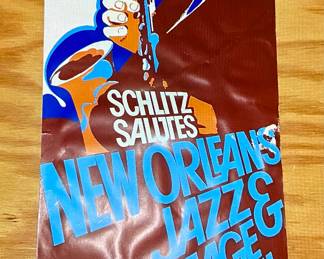 SCHLITZ
SALUTES
NEW ORLEANS
JAZZ &